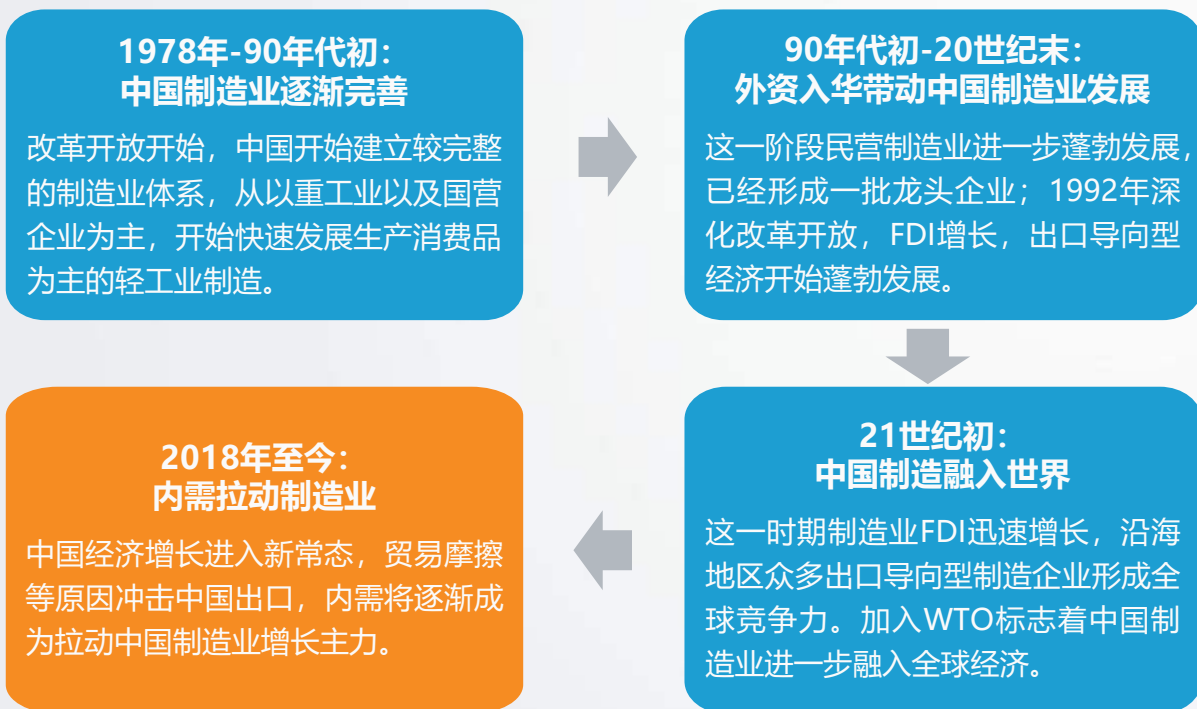 1978年-90年代初：
中国制造业逐渐完善
改革开放开始，中国开始建立较完整
的制造业体系，从以重工业以及国营
企业为主，开始快速发展生产消费品
为主的轻工业制造。
90年代初-20世纪末：
外资入华带动中国制造业发展
这一阶段民营制造业进一步蓬勃发展，
已经形成一批龙头企业；1992年深
化改革开放，FDI增长，出口导向型
经济开始蓬勃发展。
21世纪初：
中国制造融入世界
这一时期制造业FDI迅速增长，沿海
地区众多出口导向型制造企业形成全
球竞争力。加入WTO标志着中国制
造业进一步融入全球经济。
2018年至今：
内需拉动制造业
中国经济增长进入新常态，贸易摩擦
等原因冲击中国出口，内需将逐渐成
为拉动中国制造业增长主力。